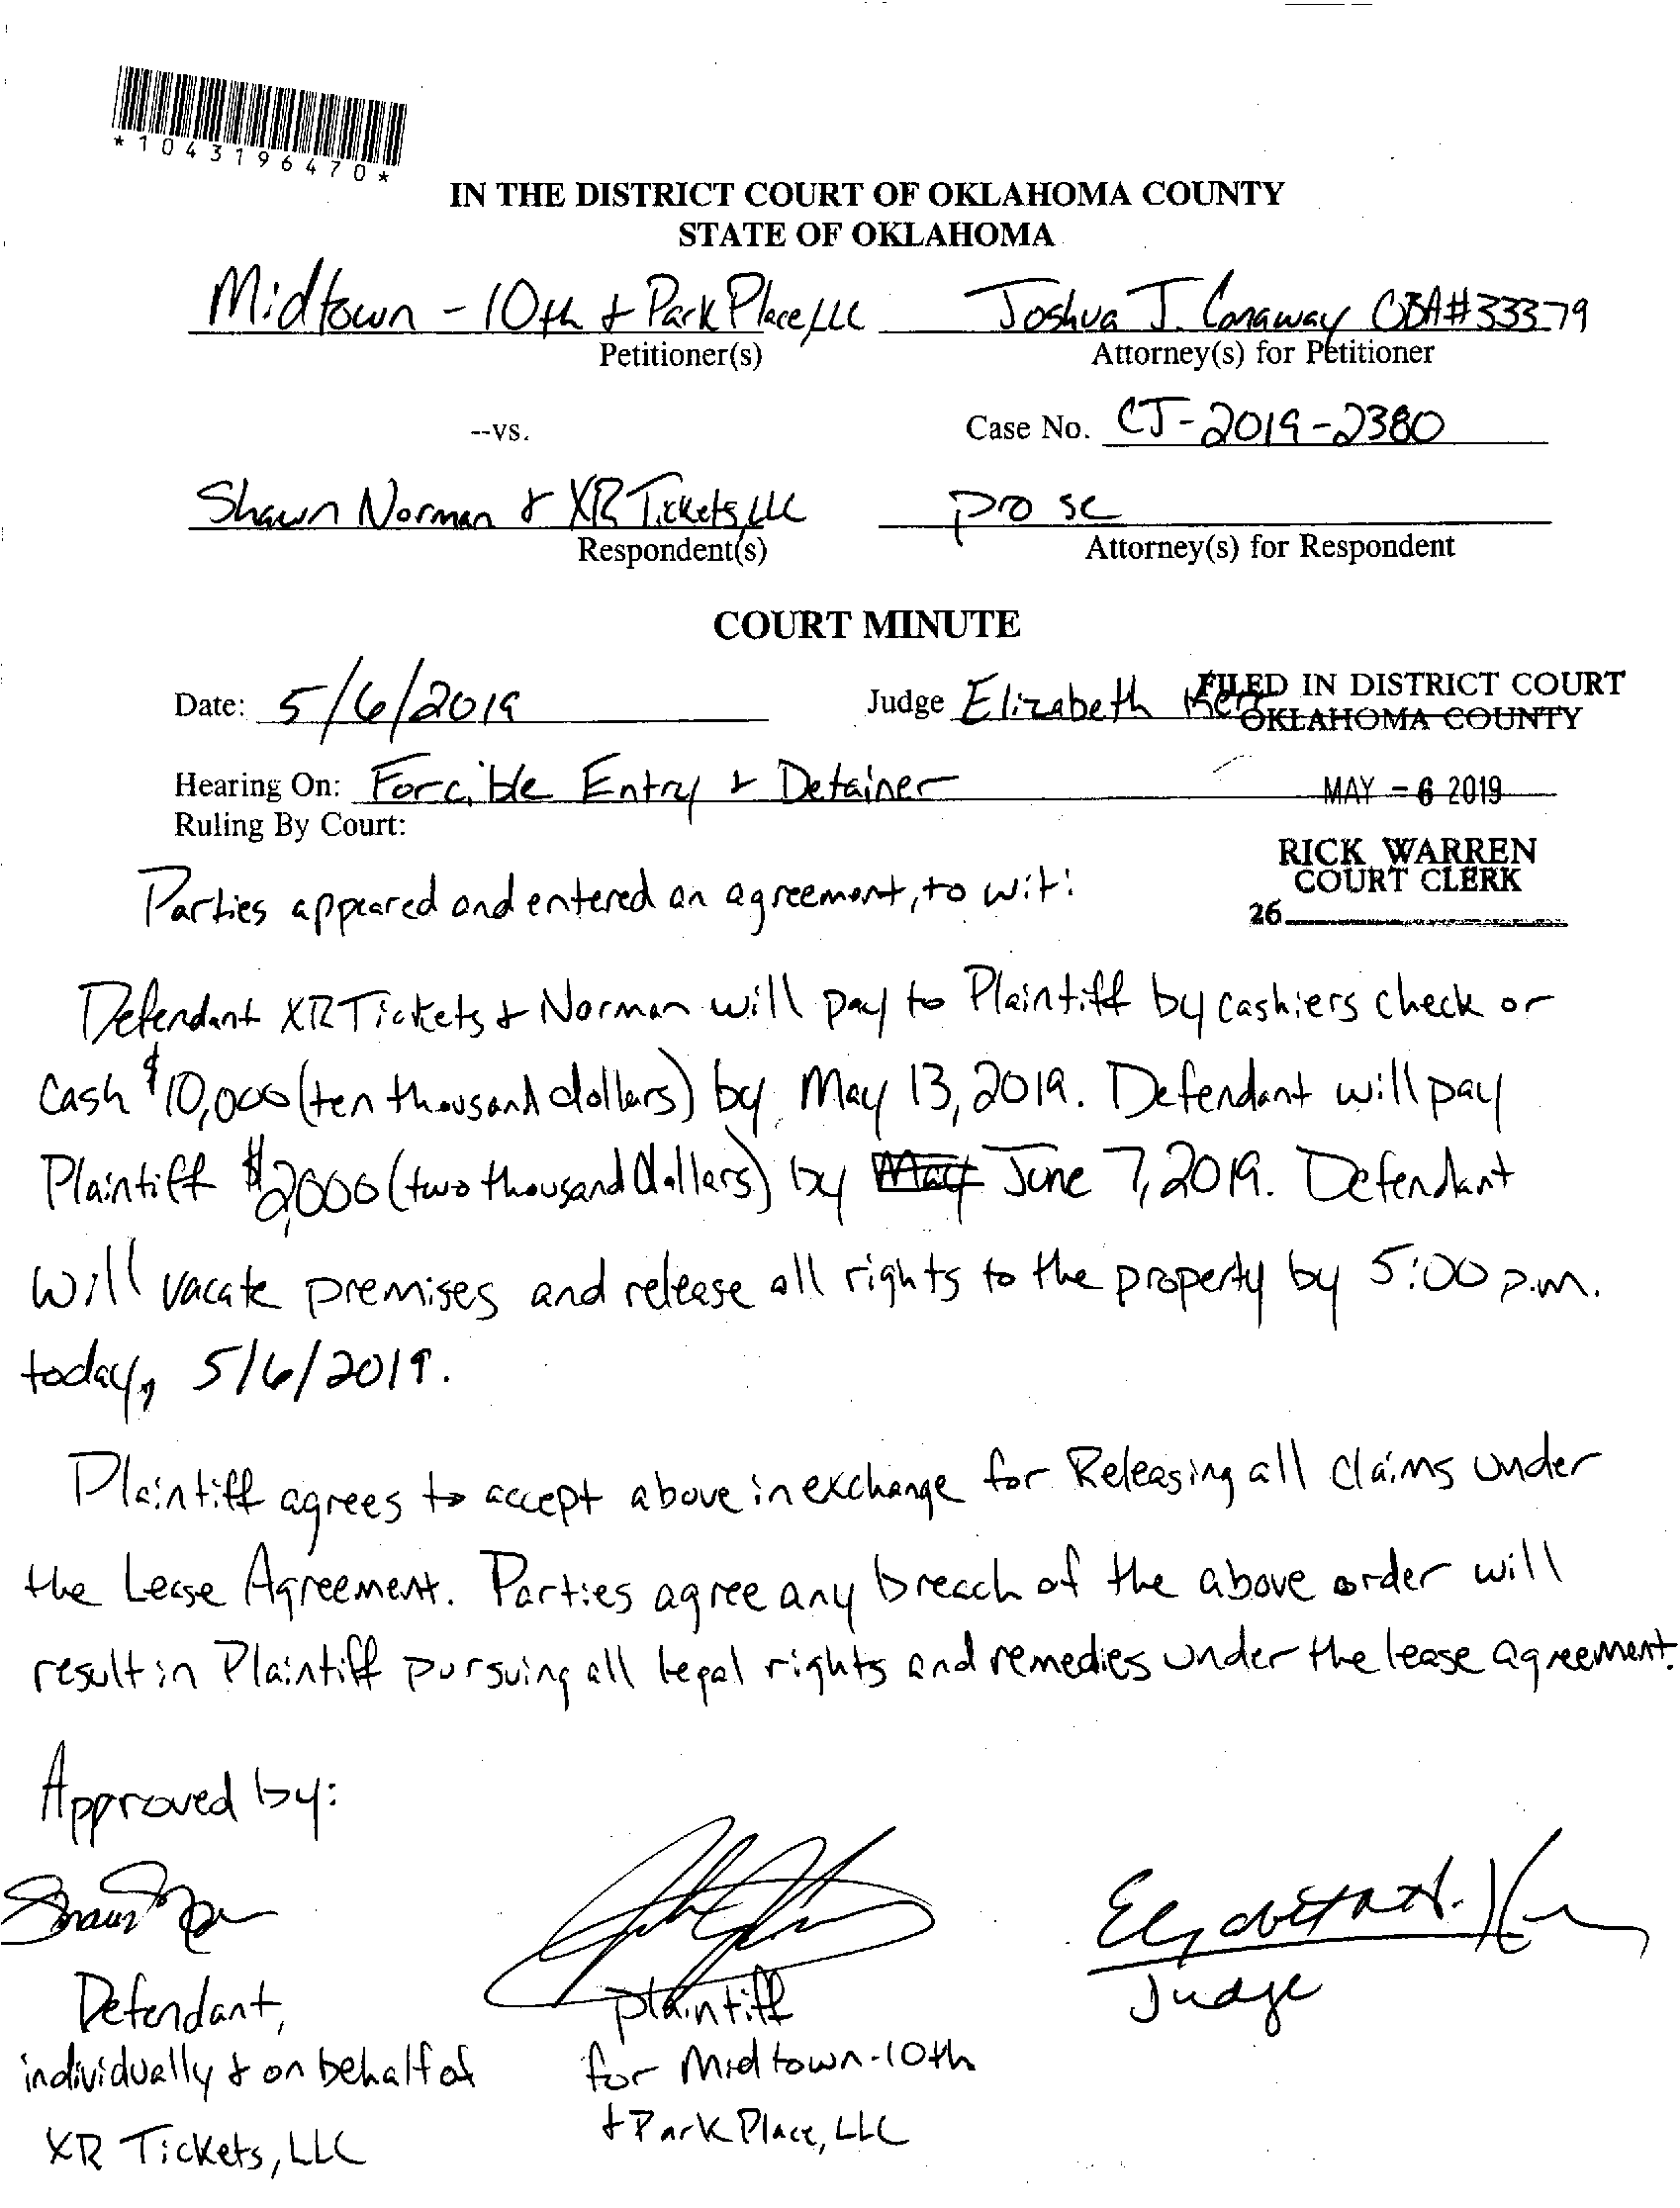 *1043196470*
IN THE DISTRICT COURT OF OKLAHOMA COUNTY
STATE OF OKLAHOMA
Midtown - 10th & Park Place, LLC Joshua J. Conaway OBA#33379
Petitioner(s) Attorney(s) for Petitioner
--vs. Case No. CJ-2019-2380
Shawn Norman & XR Tickets, LLC pro se
Respondent(s) Attorney(s) for Respondent
COURT MINUTE
Date: 5/6/2019 Judge Elizabeth Kerr FILED IN DISTRICT COURT
OKLAHOMA COUNTY
Hearing On: Forcible Entry & Detainer MAY - 6 2019
Ruling By Court:
RICK WARREN
COURT CLERK
26
Parties appeared and entered an agreement, to wit:
Defendant XR Tickets & Norman will pay to Plaintiff by cashiers check or
cash $10,000 (ten thousand dollars) by May 13, 2019. Defendant will pay
Plaintiff $2,000 (two thousand dollars) by May June 7, 2019. Defendant
will vacate premises and release all rights to the property by 5:00 p.m.
today, 5/6/2019.
Plaintiff agrees to accept above in exchange for Releasing all claims under
the Lease Agreement. Parties agree any breach of the above order will
result in Plaintiff pursuing all legal rights and remedies under the lease agreement.
Approved by:
Elizabeth H. Kerr
Defendant, Plaintiff Judge
individually & on behalf of for Midtown-10th
XR Tickets, LLC & Park Place, LLC